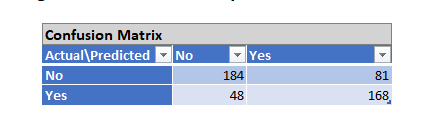 Confusion Matrix
Actual\Predicted No Yes
No 184 81
Yes 48 168